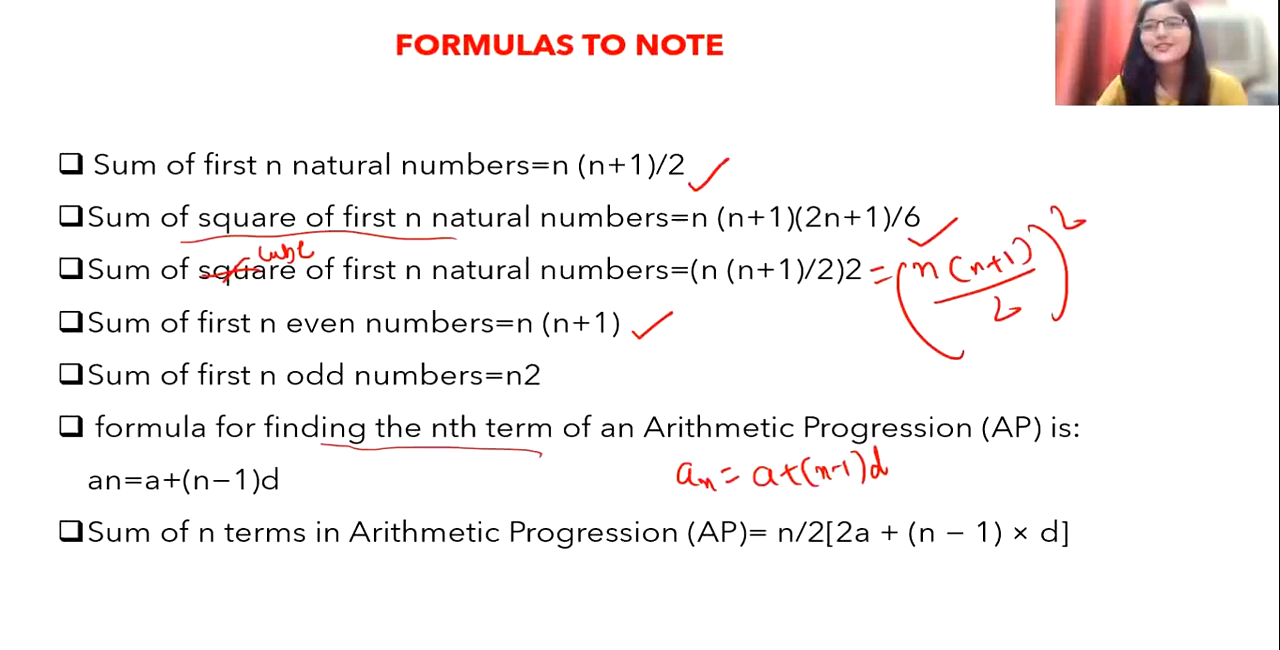 FORMULAS TO NOTE
Sum of first n natural numbers=n (n+1)/2
Sum of square of first n natural numbers=n (n+1)(2n+1)/6
cube
Sum of square of first n natural numbers=(n (n+1)/2)2 = (n(n+1)/2)2
Sum of first n even numbers=n (n+1)
Sum of first n odd numbers=n2
formula for finding the nth term of an Arithmetic Progression (AP) is:
an=a+(n−1)d an = a+(n-1)d
Sum of n terms in Arithmetic Progression (AP)= n/2[2a + (n − 1) × d]